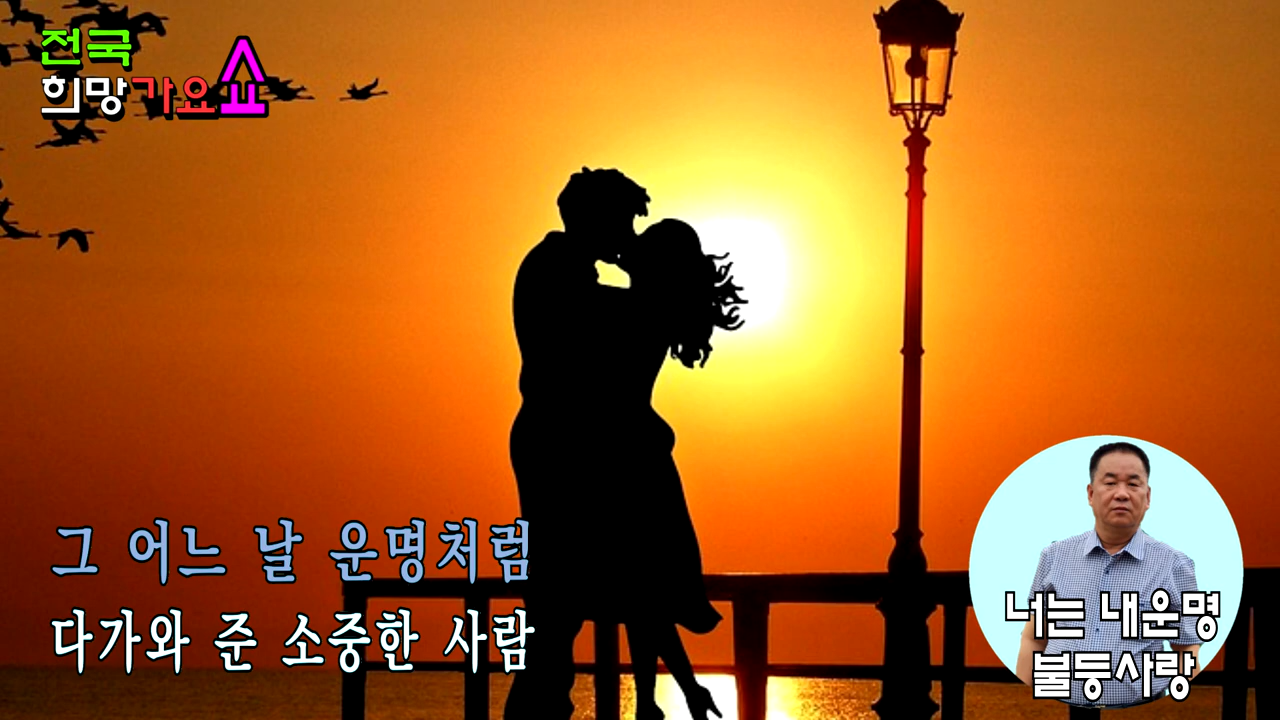 전국
희망가요쇼
그 어느 날 운명처럼
다가와 준 소중한 사람
너는 내운명
불등사랑